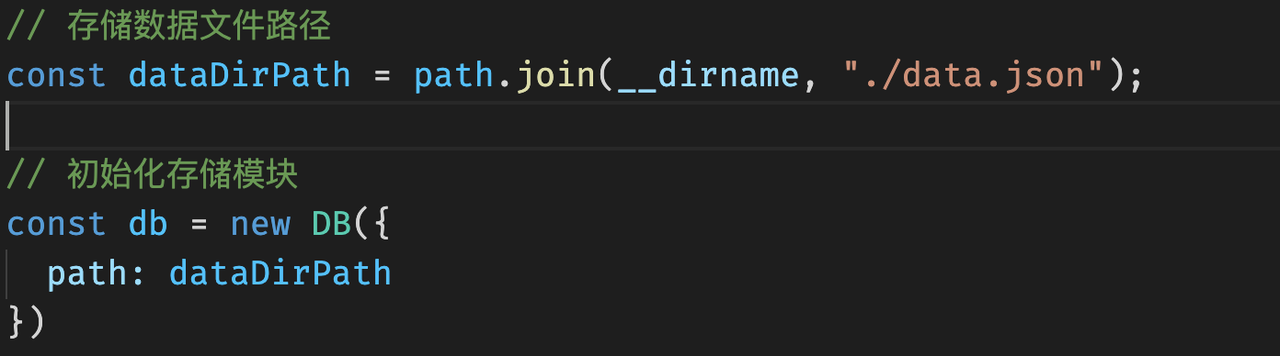 // 存储数据文件路径
const dataDirPath = path.join(__dirname, "./data.json");
// 初始化存储模块
const db = new DB({
  path: dataDirPath
})